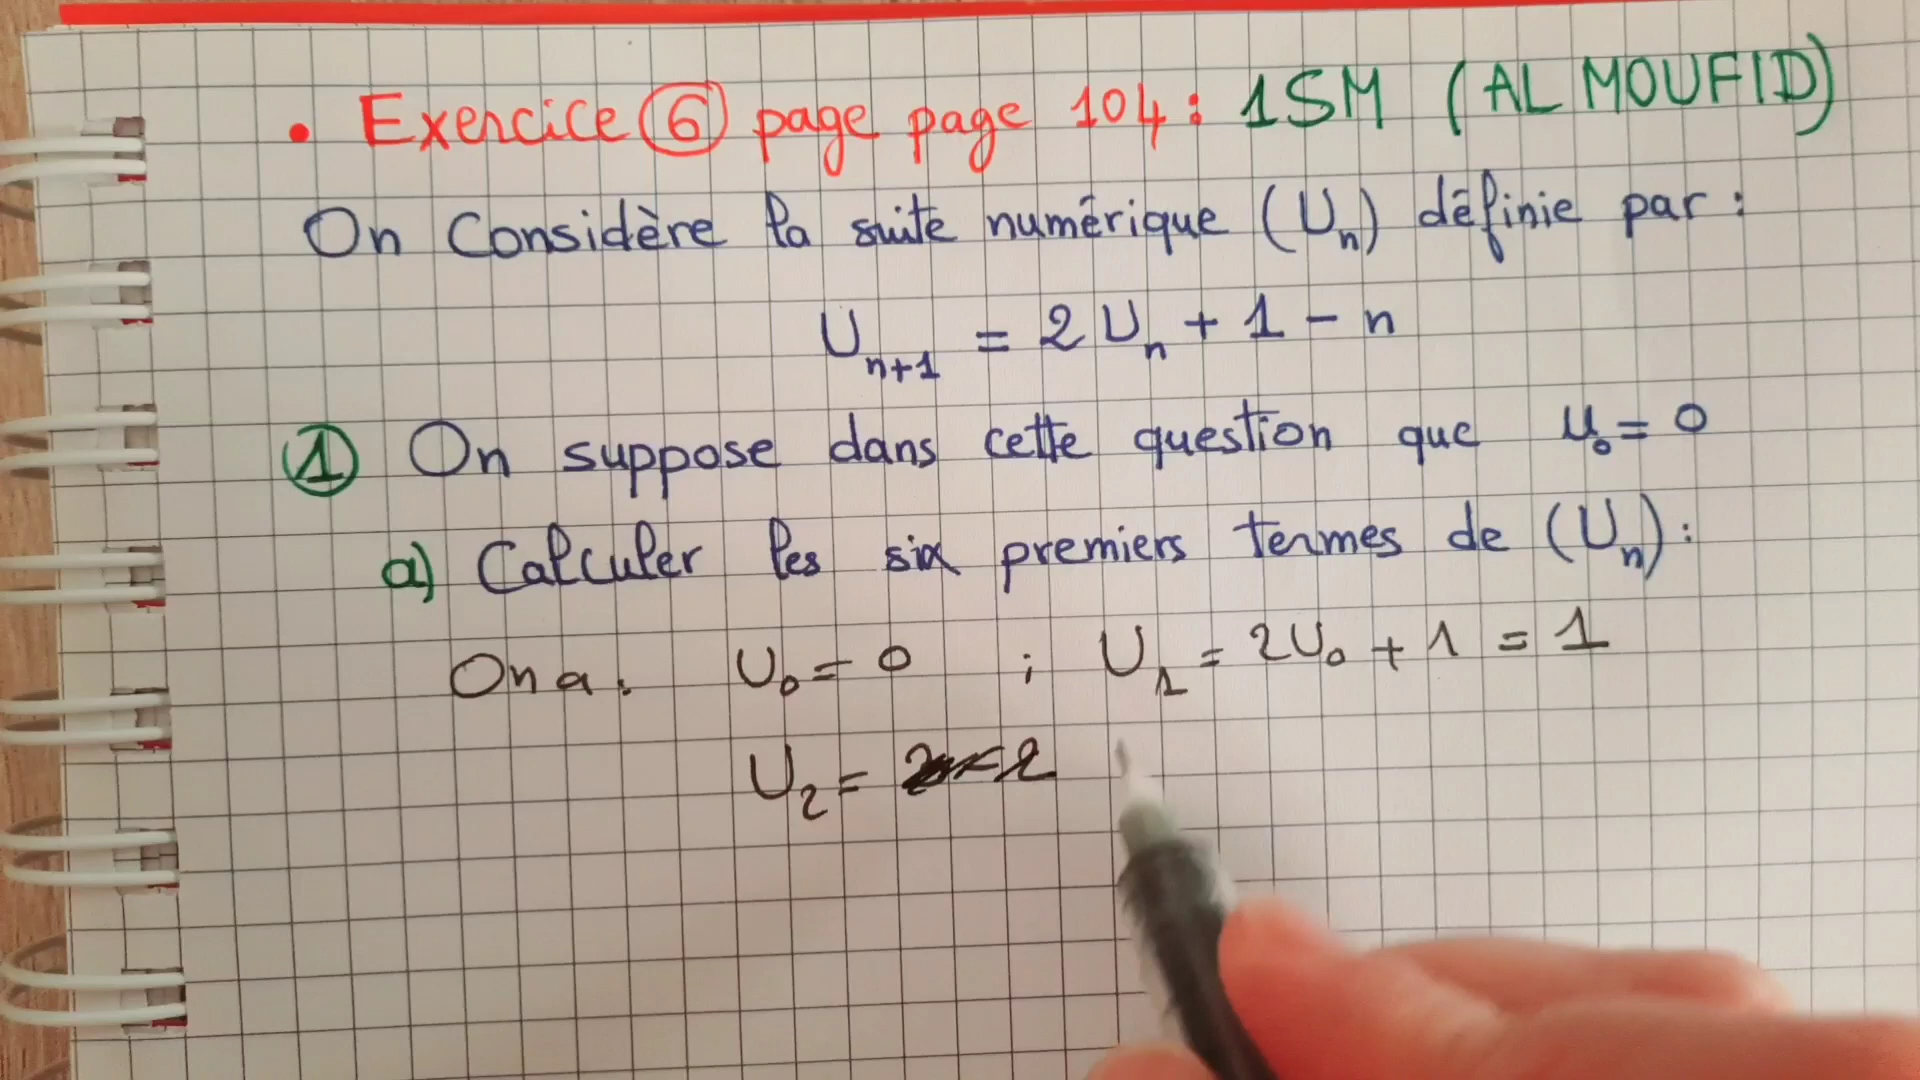 • Exercice 6 page page 104 : 1SM (AL MOUFID)
On Considère la suite numérique (Un) définie par :
Un+1 = 2Un + 1 - n
1 On suppose dans cette question que u0 = 0
a) Calculer les six premiers termes de (Un) :
On a. U0 = 0 ; U1 = 2U0 + 1 = 1
U2 =